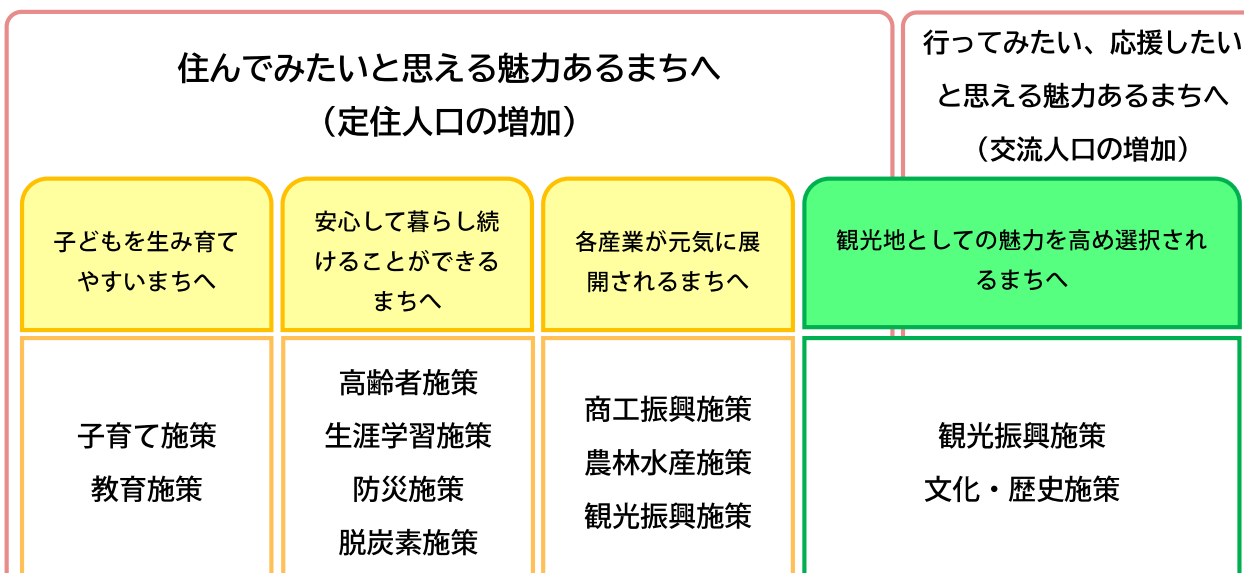 住んでみたいと思える魅力あるまちへ
（定住人口の増加）
行ってみたい、応援したい
と思える魅力あるまちへ
（交流人口の増加）
子どもを生み育て
やすいまちへ
安心して暮らし続
けることができる
まちへ
各産業が元気に展
開されるまちへ
観光地としての魅力を高め選択され
るまちへ
子育て施策
教育施策
高齢者施策
生涯学習施策
防災施策
脱炭素施策
商工振興施策
農林水産施策
観光振興施策
観光振興施策
文化・歴史施策